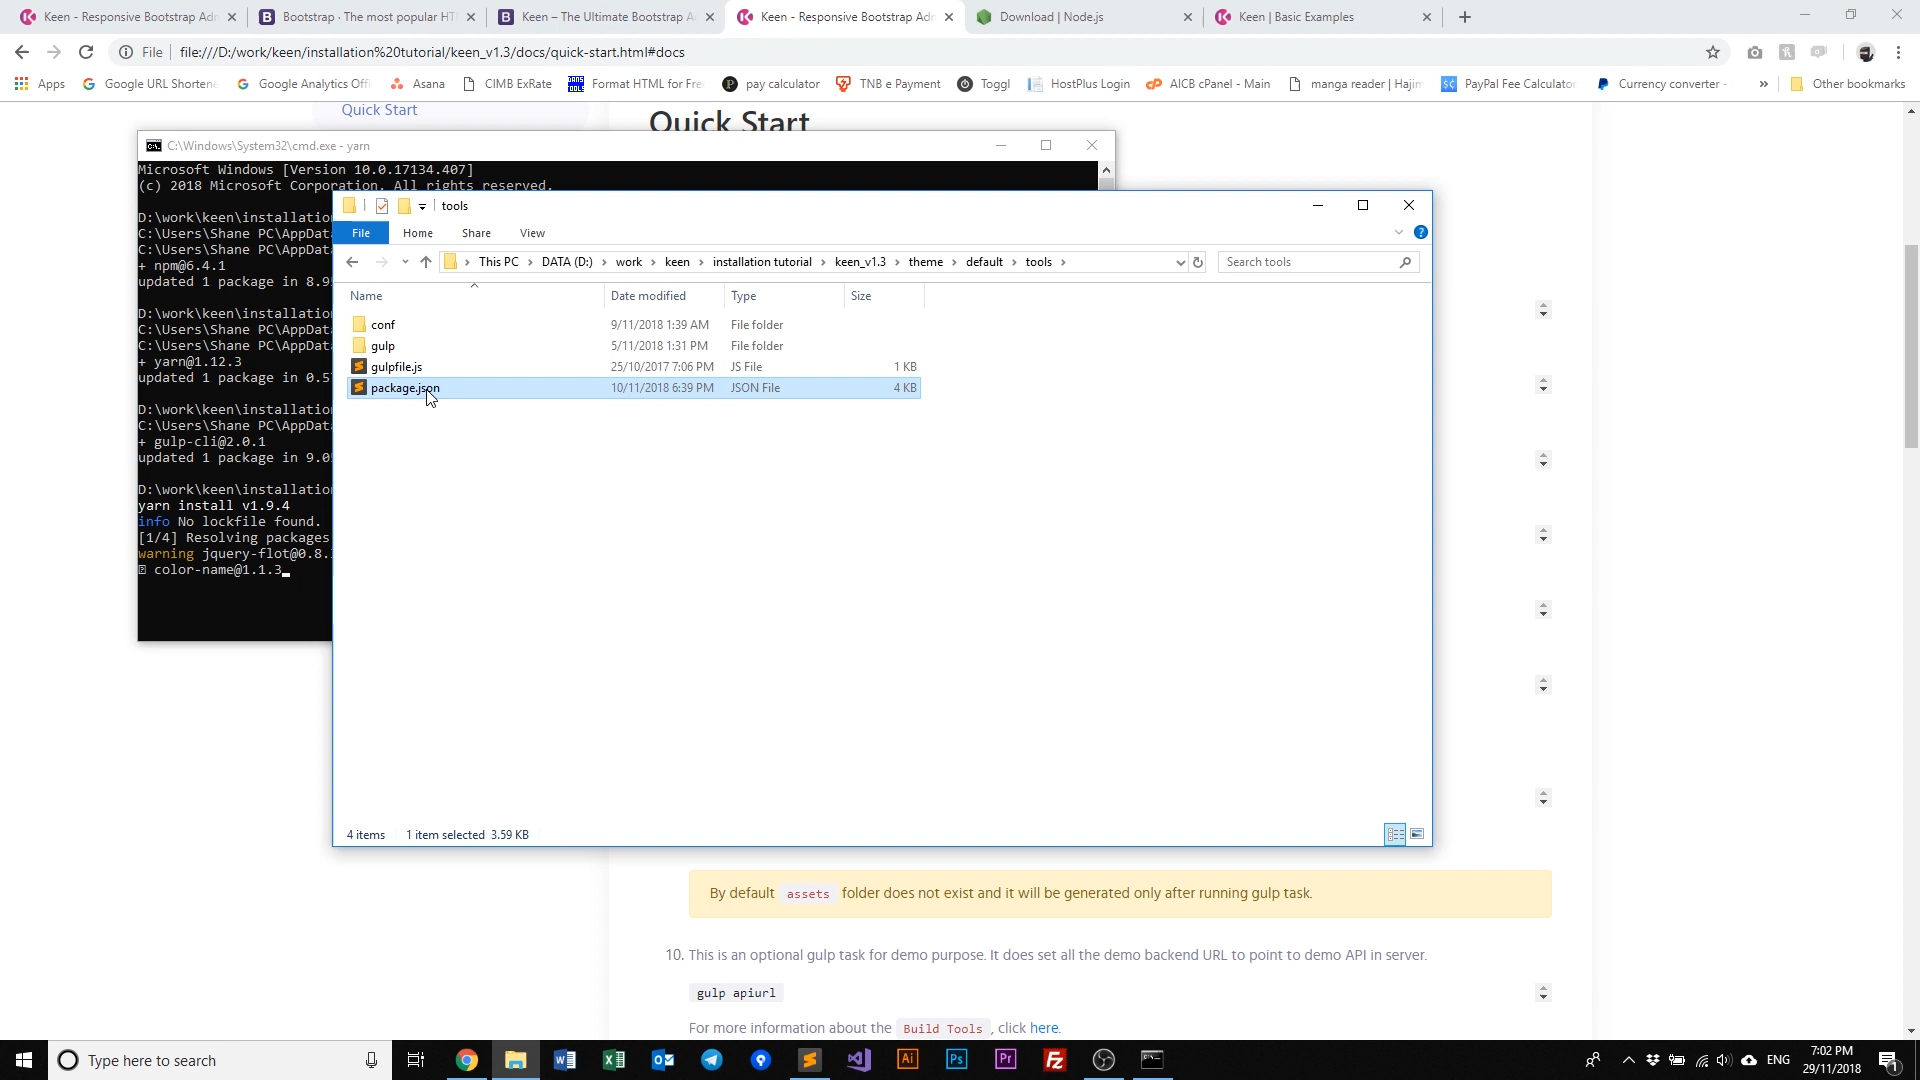 Keen - Responsive Bootstrap Adm
Bootstrap · The most popular HT
Keen – The Ultimate Bootstrap A
Keen - Responsive Bootstrap Adm
Download | Node.js
Keen | Basic Examples
File
file:///D:/work/keen/installation%20tutorial/keen_v1.3/docs/quick-start.html#docs
Apps
Google URL Shortene
Google Analytics Offi
Asana
CIMB ExRate
Format HTML for Fre
pay calculator
TNB e Payment
Toggl
HostPlus Login
AICB cPanel - Main
manga reader | Hajim
PayPal Fee Calculator
Currency converter -
»
Other bookmarks
Quick Start
Quick Start
C:\Windows\System32\cmd.exe - yarn
Microsoft Windows [Version 10.0.17134.407]
(c) 2018 Microsoft Corporation. All rights reserved.
D:\work\keen\installation
C:\Users\Shane PC\AppData
C:\Users\Shane PC\AppData
+ npm@6.4.1
updated 1 package in 8.9
D:\work\keen\installation
C:\Users\Shane PC\AppData
C:\Users\Shane PC\AppData
+ yarn@1.12.3
updated 1 package in 0.5
D:\work\keen\installation
C:\Users\Shane PC\AppData
+ gulp-cli@2.0.1
updated 1 package in 9.0
D:\work\keen\installation
yarn install v1.9.4
info No lockfile found.
[1/4] Resolving packages
warning jquery-flot@0.8.
color-name@1.1.3
tools
File
Home
Share
View
This PC › DATA (D:) › work › keen › installation tutorial › keen_v1.3 › theme › default › tools ›
Search tools
Name
Date modified
Type
Size
conf
9/11/2018 1:39 AM
File folder
gulp
5/11/2018 1:31 PM
File folder
gulpfile.js
25/10/2017 7:06 PM
JS File
1 KB
package.json
10/11/2018 6:39 PM
JSON File
4 KB
4 items
1 item selected 3.59 KB
By default assets folder does not exist and it will be generated only after running gulp task.
10. This is an optional gulp task for demo purpose. It does set all the demo backend URL to point to demo API in server.
gulp apiurl
For more information about the Build Tools , click here.
Type here to search
ENG
7:02 PM
29/11/2018
1